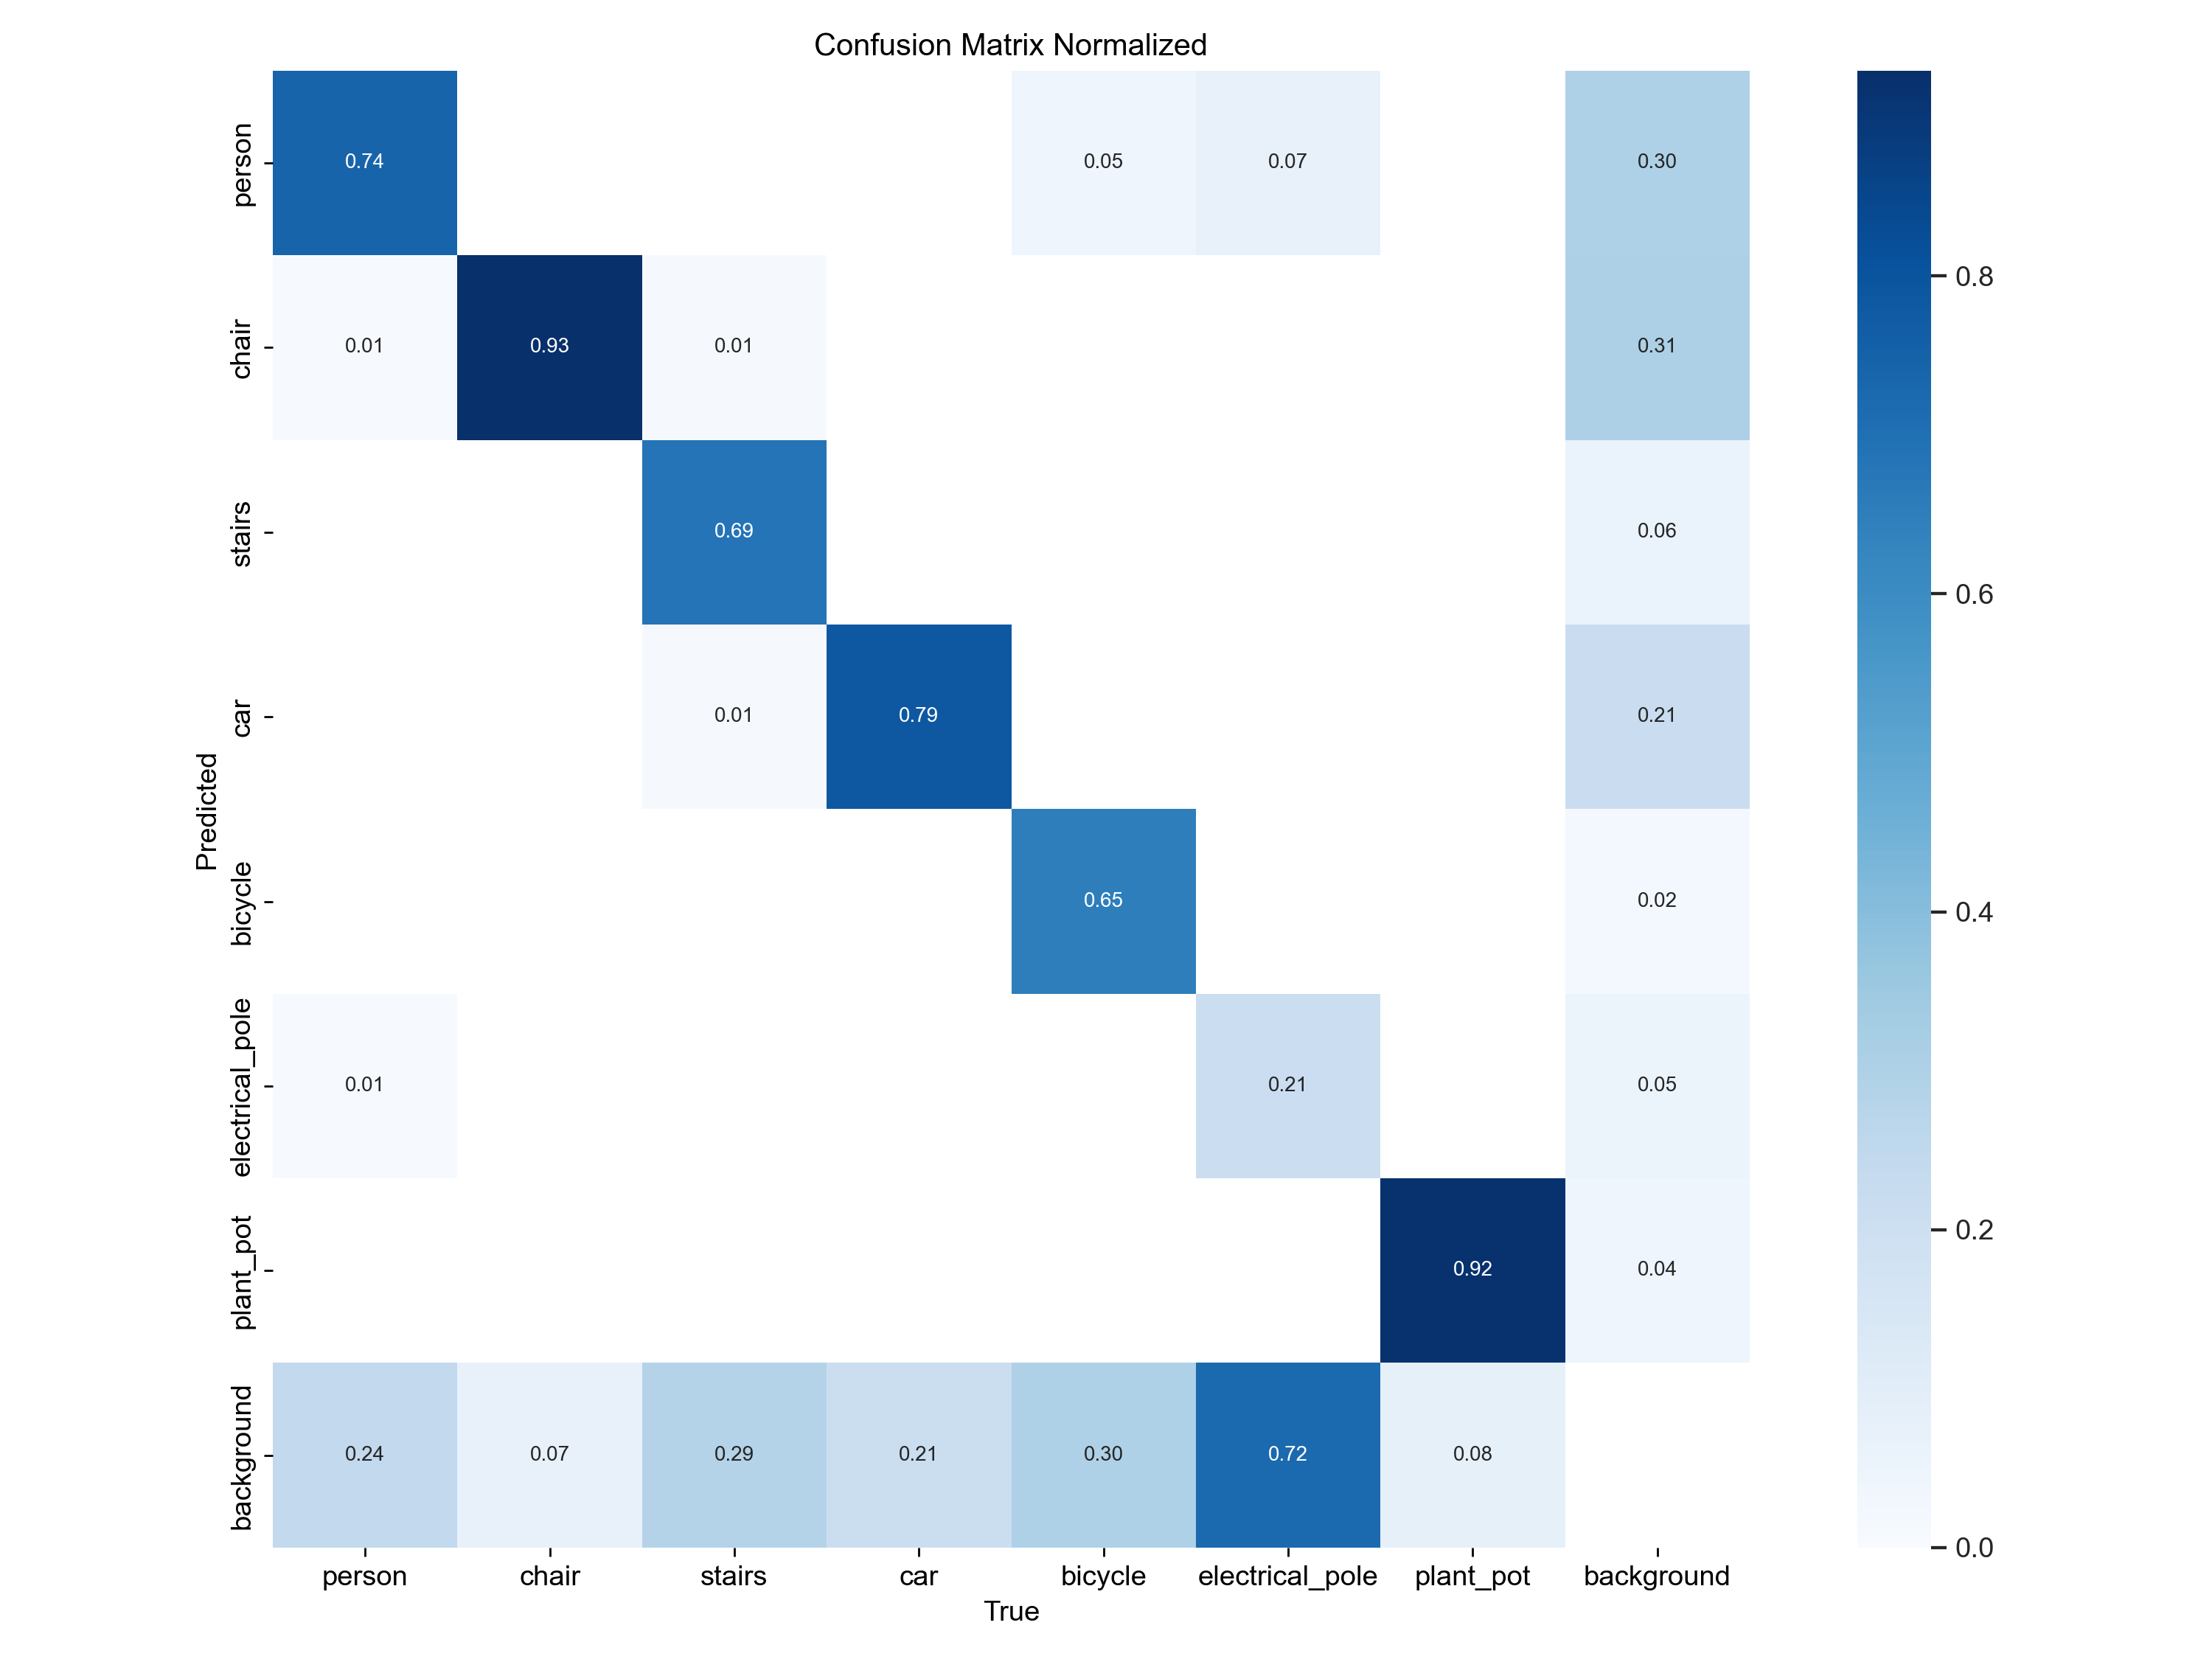 Confusion Matrix Normalized
person
0.74
0.05
0.07
0.30
chair
0.01
0.93
0.01
0.31
0.8
stairs
0.69
0.06
0.6
car
0.01
0.79
0.21
Predicted
bicycle
0.65
0.02
0.4
electrical_pole
0.01
0.21
0.05
0.2
plant_pot
0.92
0.04
background
0.24
0.07
0.29
0.21
0.30
0.72
0.08
0.0
person chair stairs car bicycle electrical_pole plant_pot background
True